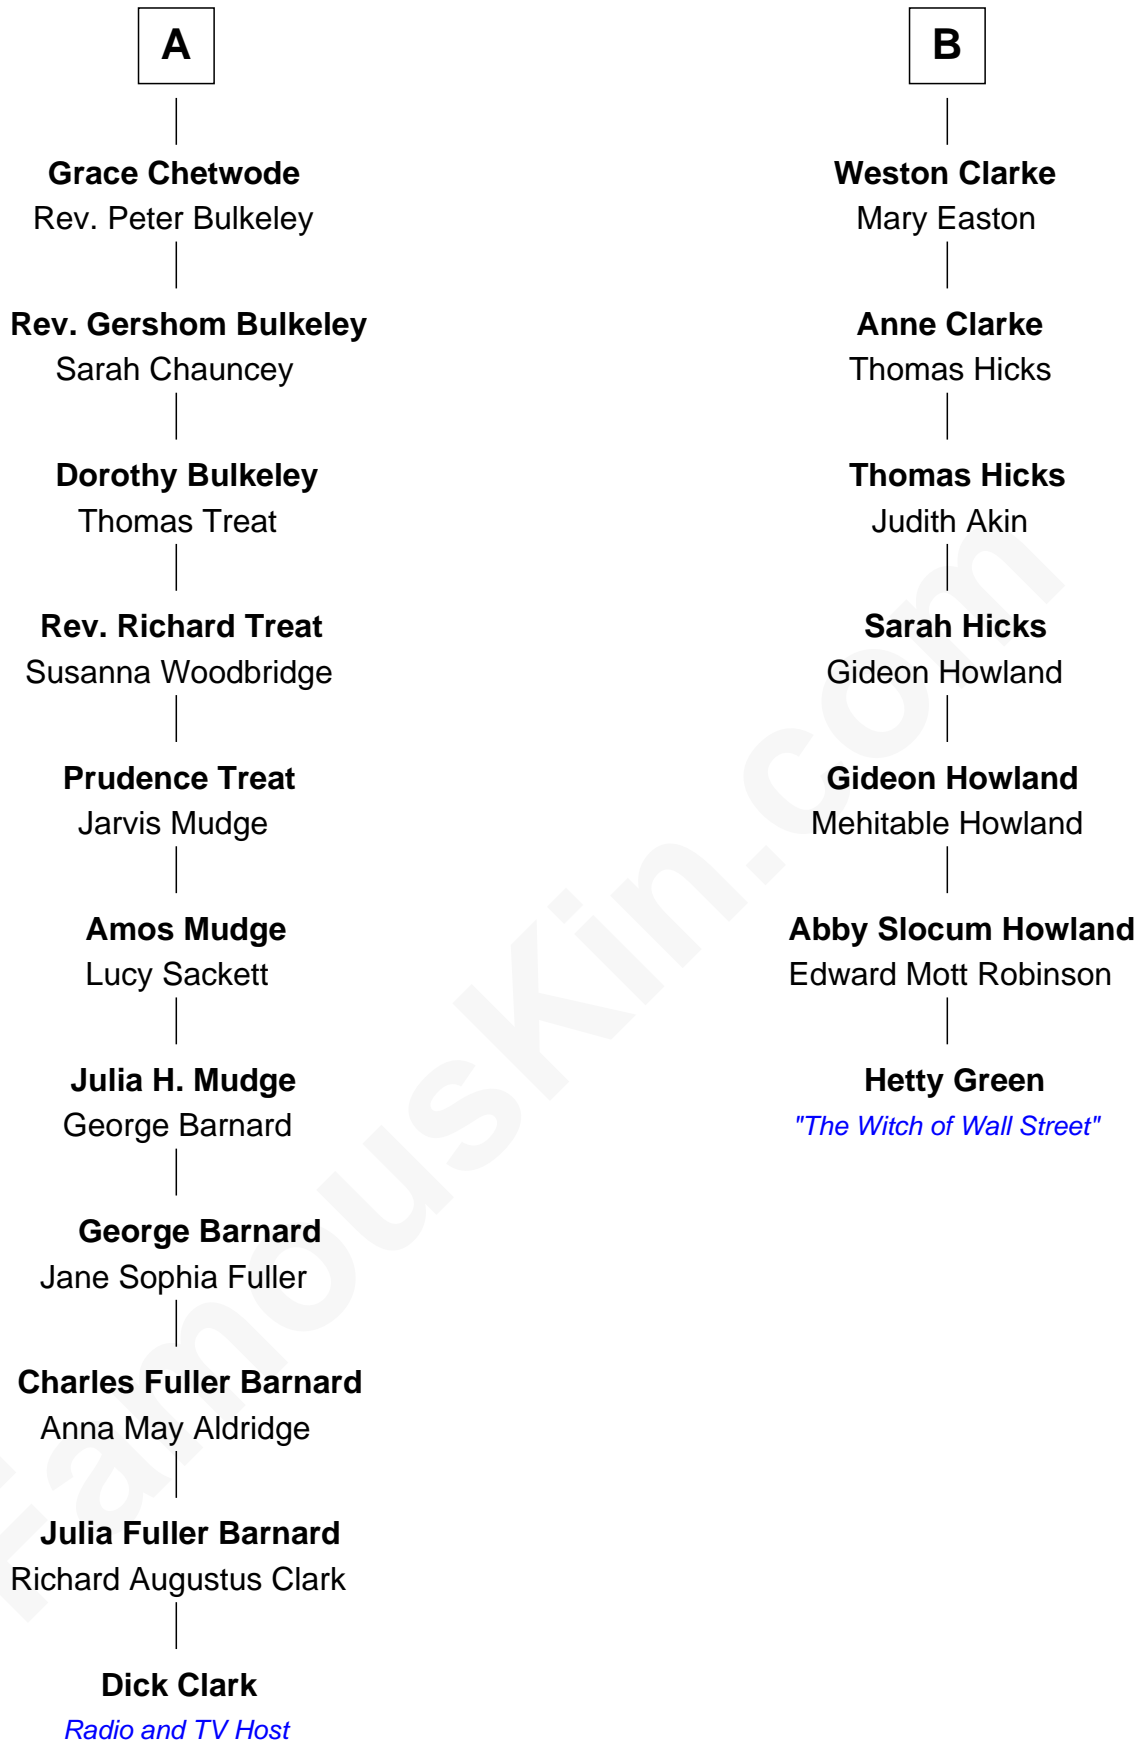 A
Grace Chetwode
Rev. Peter Bulkeley
Rev. Gershom Bulkeley
Sarah Chauncey
Dorothy Bulkeley
Thomas Treat
Rev. Richard Treat
Susanna Woodbridge
Prudence Treat
Jarvis Mudge
Amos Mudge
Lucy Sackett
Julia H. Mudge
George Barnard
George Barnard
Jane Sophia Fuller
Charles Fuller Barnard
Anna May Aldridge
Julia Fuller Barnard
Richard Augustus Clark
Dick Clark
Radio and TV Host
B
Weston Clarke
Mary Easton
Anne Clarke
Thomas Hicks
Thomas Hicks
Judith Akin
Sarah Hicks
Gideon Howland
Gideon Howland
Mehitable Howland
Abby Slocum Howland
Edward Mott Robinson
Hetty Green
"The Witch of Wall Street"
FamousKin.com